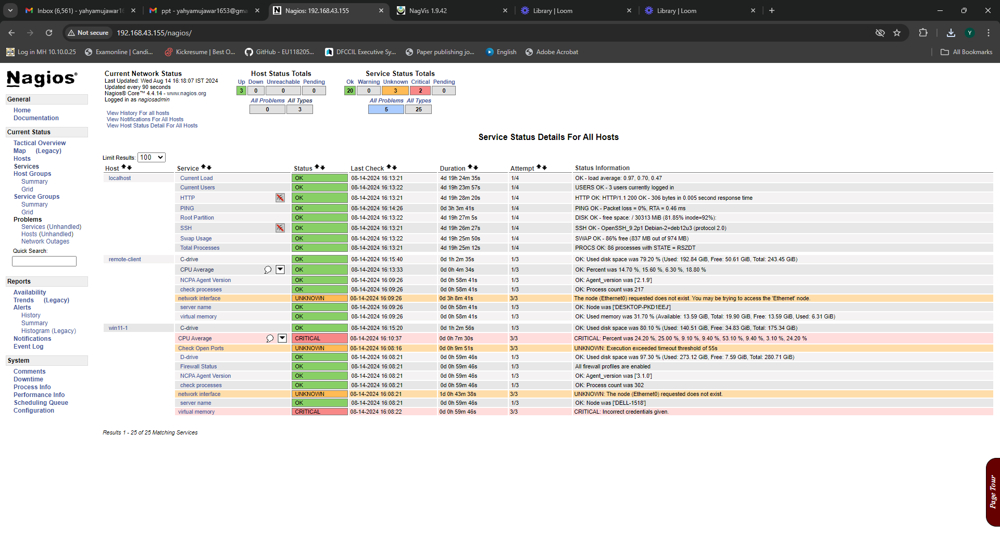 Inbox (6,561) - yahyamujawar16
ppt - yahyamujawar1653@gma
Nagios: 192.168.43.155
NagVis 1.9.42
Library | Loom
Library | Loom
Not secure
192.168.43.155/nagios/
Y
Log in MH 10.10.0.25
Examonline | Candi...
Kickresume | Best O...
GitHub - EU118205...
DFCCIL Executive Sy...
Paper publishing jo...
English
Adobe Acrobat
All Bookmarks
Nagios®
General
Home
Documentation
Current Status
Tactical Overview
Map (Legacy)
Hosts
Services
Host Groups
Summary
Grid
Service Groups
Summary
Grid
Problems
Services (Unhandled)
Hosts (Unhandled)
Network Outages
Quick Search:
Reports
Availability
Trends (Legacy)
Alerts
History
Summary
Histogram (Legacy)
Notifications
Event Log
System
Comments
Downtime
Process Info
Performance Info
Scheduling Queue
Configuration
Current Network Status
Last Updated: Wed Aug 14 16:18:07 IST 2024
Updated every 90 seconds
Nagios® Core™ 4.4.14 - www.nagios.org
Logged in as nagiosadmin
View History For all hosts
View Notifications For All Hosts
View Host Status Detail For All Hosts
Host Status Totals
Up Down Unreachable Pending
3 0 0 0
All Problems All Types
0 3
Service Status Totals
Ok Warning Unknown Critical Pending
20 0 3 2 0
All Problems All Types
5 25
Service Status Details For All Hosts
Limit Results: 100
Host Service Status Last Check Duration Attempt Status Information
localhost Current Load OK 08-14-2024 16:13:21 4d 19h 24m 35s 1/4 OK - load average: 0.97, 0.70, 0.47
Current Users OK 08-14-2024 16:13:22 4d 19h 23m 57s 1/4 USERS OK - 3 users currently logged in
HTTP OK 08-14-2024 16:13:21 4d 19h 28m 20s 1/4 HTTP OK: HTTP/1.1 200 OK - 306 bytes in 0.005 second response time
PING OK 08-14-2024 16:14:26 0d 3h 3m 41s 1/4 PING OK - Packet loss = 0%, RTA = 0.46 ms
Root Partition OK 08-14-2024 16:13:22 4d 19h 27m 5s 1/4 DISK OK - free space: / 30313 MiB (81.85% inode=92%):
SSH OK 08-14-2024 16:13:21 4d 19h 26m 27s 1/4 SSH OK - OpenSSH_9.2p1 Debian-2+deb12u3 (protocol 2.0)
Swap Usage OK 08-14-2024 16:13:22 4d 19h 25m 50s 1/4 SWAP OK - 86% free (837 MB out of 974 MB)
Total Processes OK 08-14-2024 16:13:21 4d 19h 25m 12s 1/4 PROCS OK: 86 processes with STATE = RSZDT
remote-client C-drive OK 08-14-2024 16:15:40 0d 1h 2m 35s 1/3 OK: Used disk space was 79.20 % (Used: 192.84 GiB, Free: 50.61 GiB, Total: 243.45 GiB)
CPU Average OK 08-14-2024 16:13:33 0d 0h 4m 34s 1/3 OK: Percent was 14.70 %, 15.60 %, 6.30 %, 18.80 %
NCPA Agent Version OK 08-14-2024 16:09:26 0d 0h 58m 41s 1/3 OK: Agent_version was ['2.1.9']
check processes OK 08-14-2024 16:09:26 0d 0h 58m 41s 1/3 OK: Process count was 217
network interface UNKNOWN 08-14-2024 16:09:26 0d 3h 8m 41s 3/3 The node (Ethernet0) requested does not exist. You may be trying to access the 'Ethernet' node.
server name OK 08-14-2024 16:09:26 0d 0h 58m 41s 1/3 OK: Node was ['DESKTOP-PKD1EEJ']
virtual memory OK 08-14-2024 16:09:26 0d 0h 58m 41s 1/3 OK: Used memory was 31.70 % (Available: 13.59 GiB, Total: 19.90 GiB, Free: 13.59 GiB, Used: 6.31 GiB)
win11-1 C-drive OK 08-14-2024 16:15:20 0d 1h 2m 56s 1/3 OK: Used disk space was 80.10 % (Used: 140.51 GiB, Free: 34.83 GiB, Total: 175.34 GiB)
CPU Average CRITICAL 08-14-2024 16:10:37 0d 0h 7m 30s 3/3 CRITICAL: Percent was 24.20 %, 25.00 %, 9.10 %, 9.40 %, 53.10 %, 9.40 %, 3.10 %, 24.20 %
Check Open Ports UNKNOWN 08-14-2024 16:08:16 0d 0h 9m 51s 3/3 UNKNOWN: Execution exceeded timeout threshold of 55s
D-drive OK 08-14-2024 16:08:21 0d 0h 59m 46s 1/3 OK: Used disk space was 97.30 % (Used: 273.12 GiB, Free: 7.59 GiB, Total: 280.71 GiB)
Firewall Status OK 08-14-2024 16:08:21 0d 0h 59m 46s 1/3 All firewall profiles are enabled
NCPA Agent Version OK 08-14-2024 16:08:21 0d 0h 59m 46s 1/3 OK: Agent_version was ['3.1.0']
check processes OK 08-14-2024 16:08:21 0d 0h 59m 46s 1/3 OK: Process count was 302
network interface UNKNOWN 08-14-2024 16:08:21 1d 0h 43m 38s 3/3 UNKNOWN: The node (Ethernet0) requested does not exist.
server name OK 08-14-2024 16:08:21 0d 0h 59m 46s 1/3 OK: Node was ['DELL-1518']
virtual memory CRITICAL 08-14-2024 16:08:22 0d 0h 59m 46s 3/3 CRITICAL: Incorrect credentials given.
Results 1 - 25 of 25 Matching Services
Page Tour